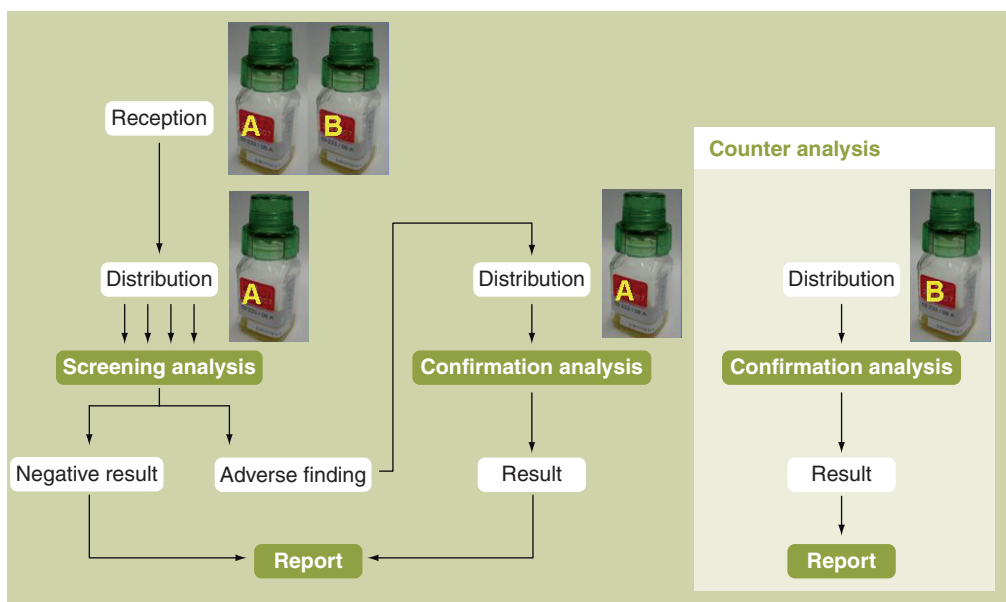 A
B
Reception
Counter analysis
A
A
B
Distribution
Distribution
Distribution
Screening analysis
Confirmation analysis
Confirmation analysis
Negative result
Adverse finding
Result
Result
Report
Report